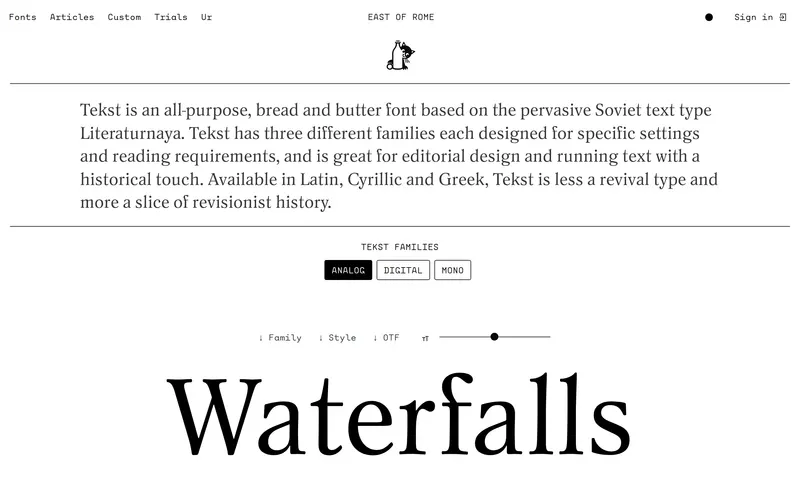 Fonts Articles Custom Trials Ur
EAST OF ROME
Sign in
Tekst is an all-purpose, bread and butter font based on the pervasive Soviet text type
Literaturnaya. Tekst has three different families each designed for specific settings
and reading requirements, and is great for editorial design and running text with a
historical touch. Available in Latin, Cyrillic and Greek, Tekst is less a revival type and
more a slice of revisionist history.
TEKST FAMILIES
ANALOG DIGITAL MONO
↓ Family ↓ Style ↓ OTF TT
Waterfalls